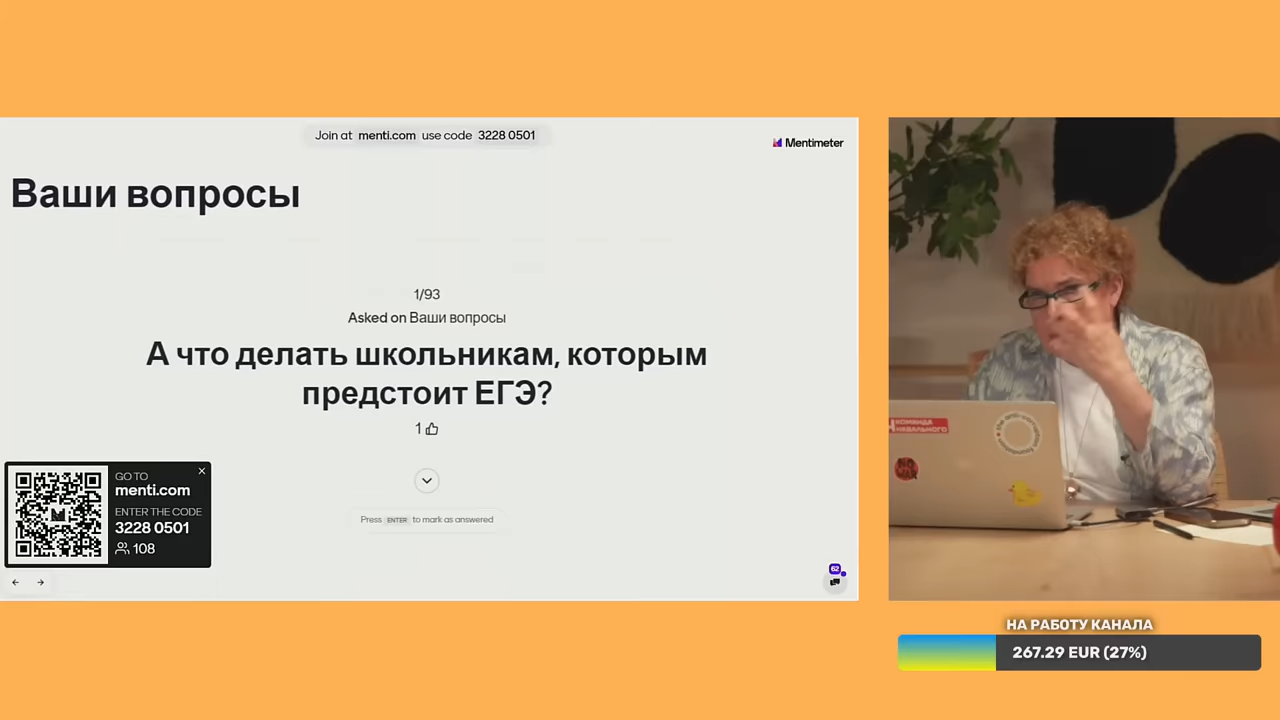 Join at menti.com use code 3228 0501
Mentimeter
Ваши вопросы
1/93
Asked on Ваши вопросы
А что делать школьникам, которым
предстоит ЕГЭ?
1
Press ENTER to mark as answered
GO TO
menti.com
ENTER THE CODE
3228 0501
108
62
КОМАНДА
НАВАЛЬНОГО
NO
WAR
НА РАБОТУ КАНАЛА
267.29 EUR (27%)